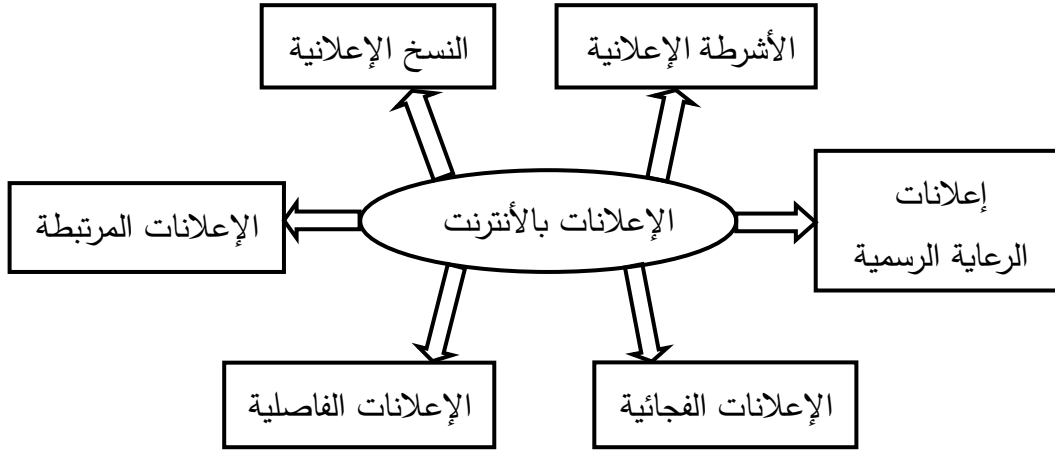 الأشرطة الإعلانية
النسخ الإعلانية
إعلانات
الرعاية الرسمية
الإعلانات بالأنترنت
الإعلانات المرتبطة
الإعلانات الفجائية
الإعلانات الفاصلية